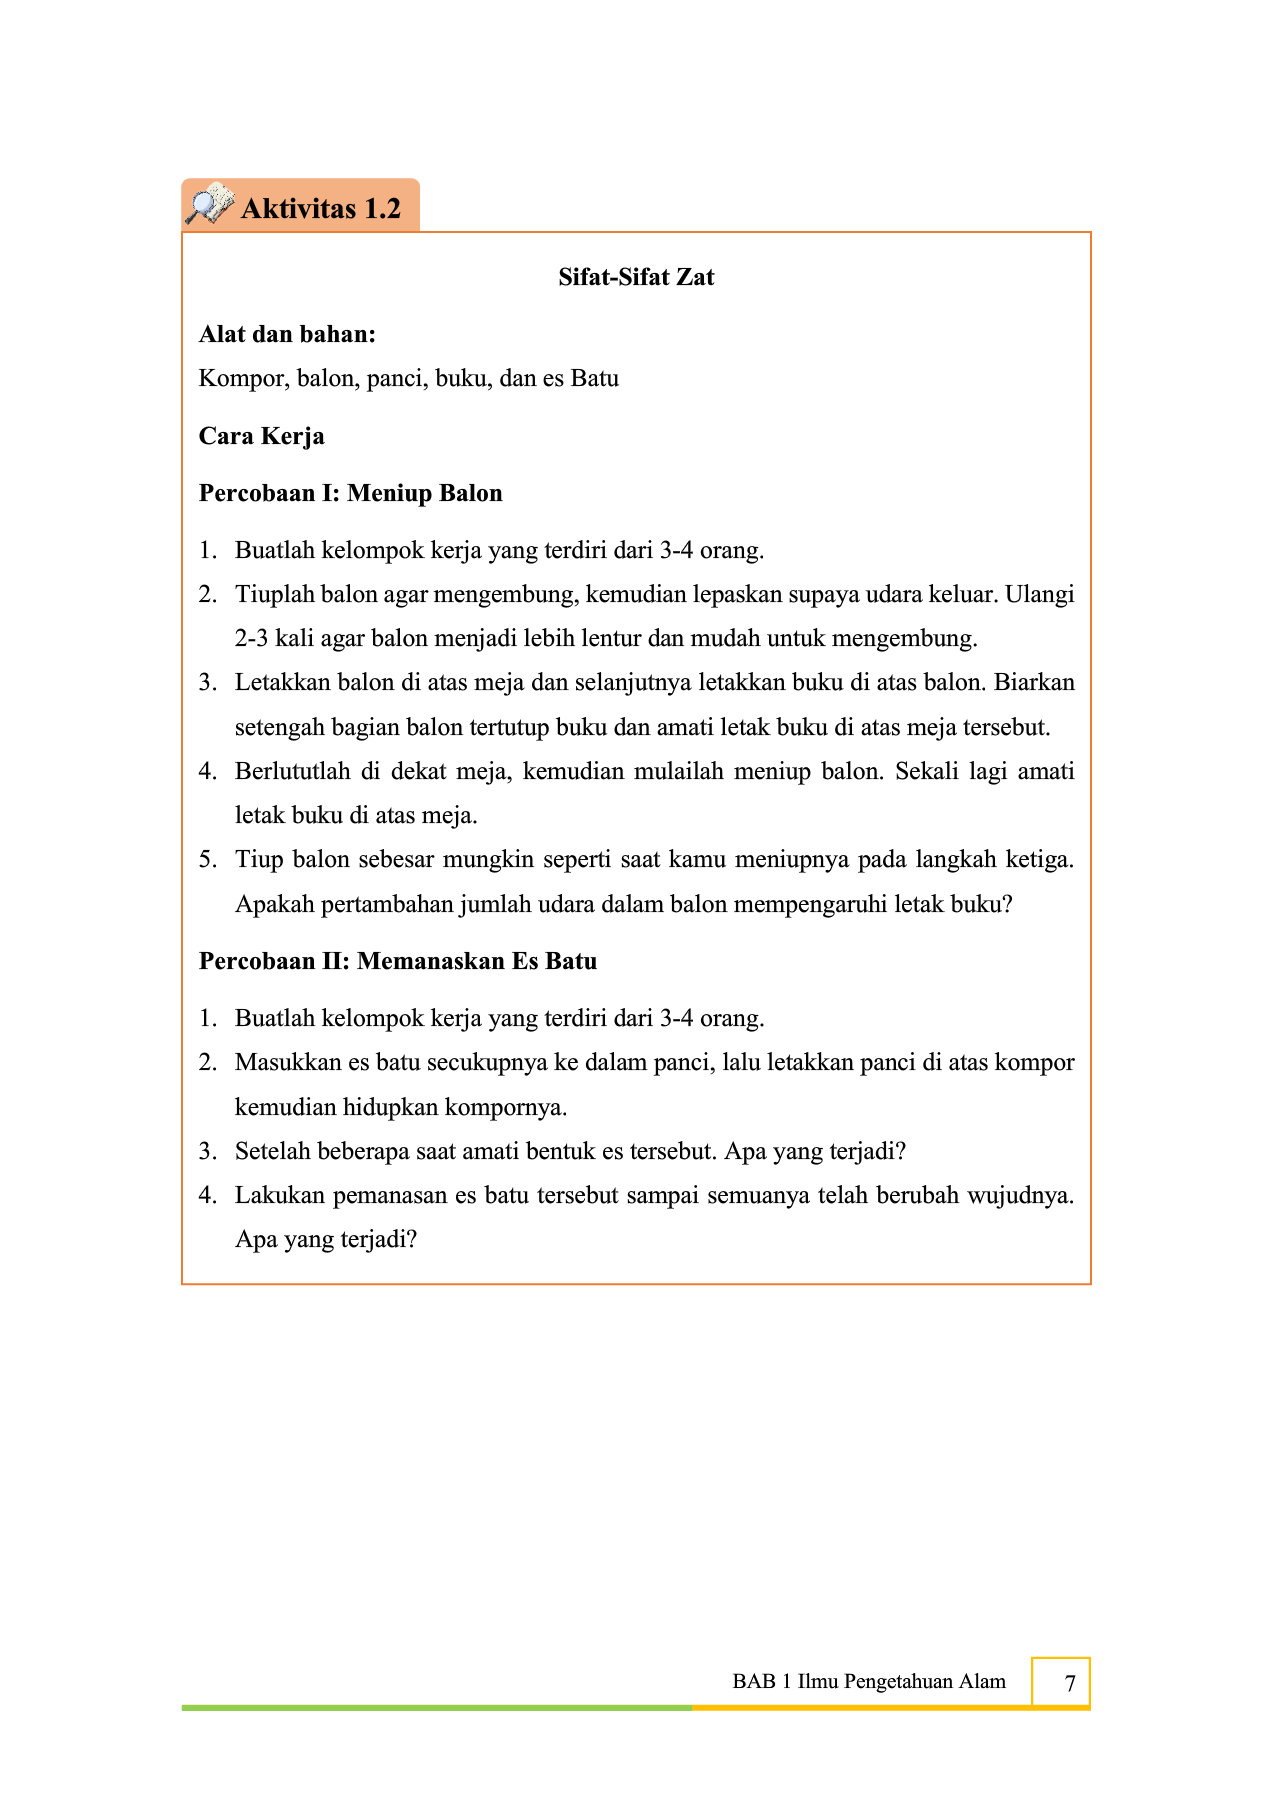 Aktivitas 1.2
Sifat-Sifat Zat
Alat dan bahan:
Kompor, balon, panci, buku, dan es Batu
Cara Kerja
Percobaan I: Meniup Balon
1. Buatlah kelompok kerja yang terdiri dari 3-4 orang.
2. Tiuplah balon agar mengembung, kemudian lepaskan supaya udara keluar. Ulangi
2-3 kali agar balon menjadi lebih lentur dan mudah untuk mengembung.
3. Letakkan balon di atas meja dan selanjutnya letakkan buku di atas balon. Biarkan
setengah bagian balon tertutup buku dan amati letak buku di atas meja tersebut.
4. Berlututlah di dekat meja, kemudian mulailah meniup balon. Sekali lagi amati
letak buku di atas meja.
5. Tiup balon sebesar mungkin seperti saat kamu meniupnya pada langkah ketiga.
Apakah pertambahan jumlah udara dalam balon mempengaruhi letak buku?
Percobaan II: Memanaskan Es Batu
1. Buatlah kelompok kerja yang terdiri dari 3-4 orang.
2. Masukkan es batu secukupnya ke dalam panci, lalu letakkan panci di atas kompor
kemudian hidupkan kompornya.
3. Setelah beberapa saat amati bentuk es tersebut. Apa yang terjadi?
4. Lakukan pemanasan es batu tersebut sampai semuanya telah berubah wujudnya.
Apa yang terjadi?
BAB 1 Ilmu Pengetahuan Alam 7